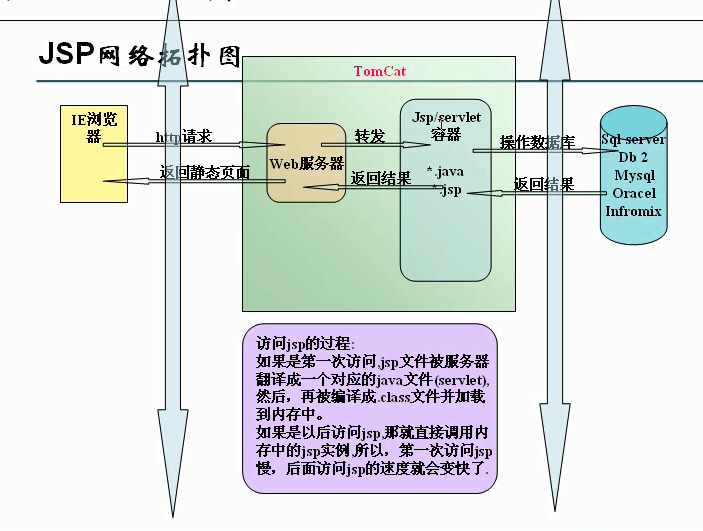 JSP网络拓扑图
TomCat
IE浏览
器
http请求
返回静态页面
Web服务器
转发
返回结果
Jsp/servlet
容器
*.java
*.jsp
操作数据库
返回结果
Sql server
Db 2
Mysql
Oracel
Infromix
访问jsp的过程:
如果是第一次访问,jsp文件被服务器
翻译成一个对应的java文件(servlet),
然后，再被编译成.class文件并加载
到内存中。
如果是以后访问jsp,那就直接调用内
存中的jsp实例,所以，第一次访问jsp
慢，后面访问jsp的速度就会变快了.